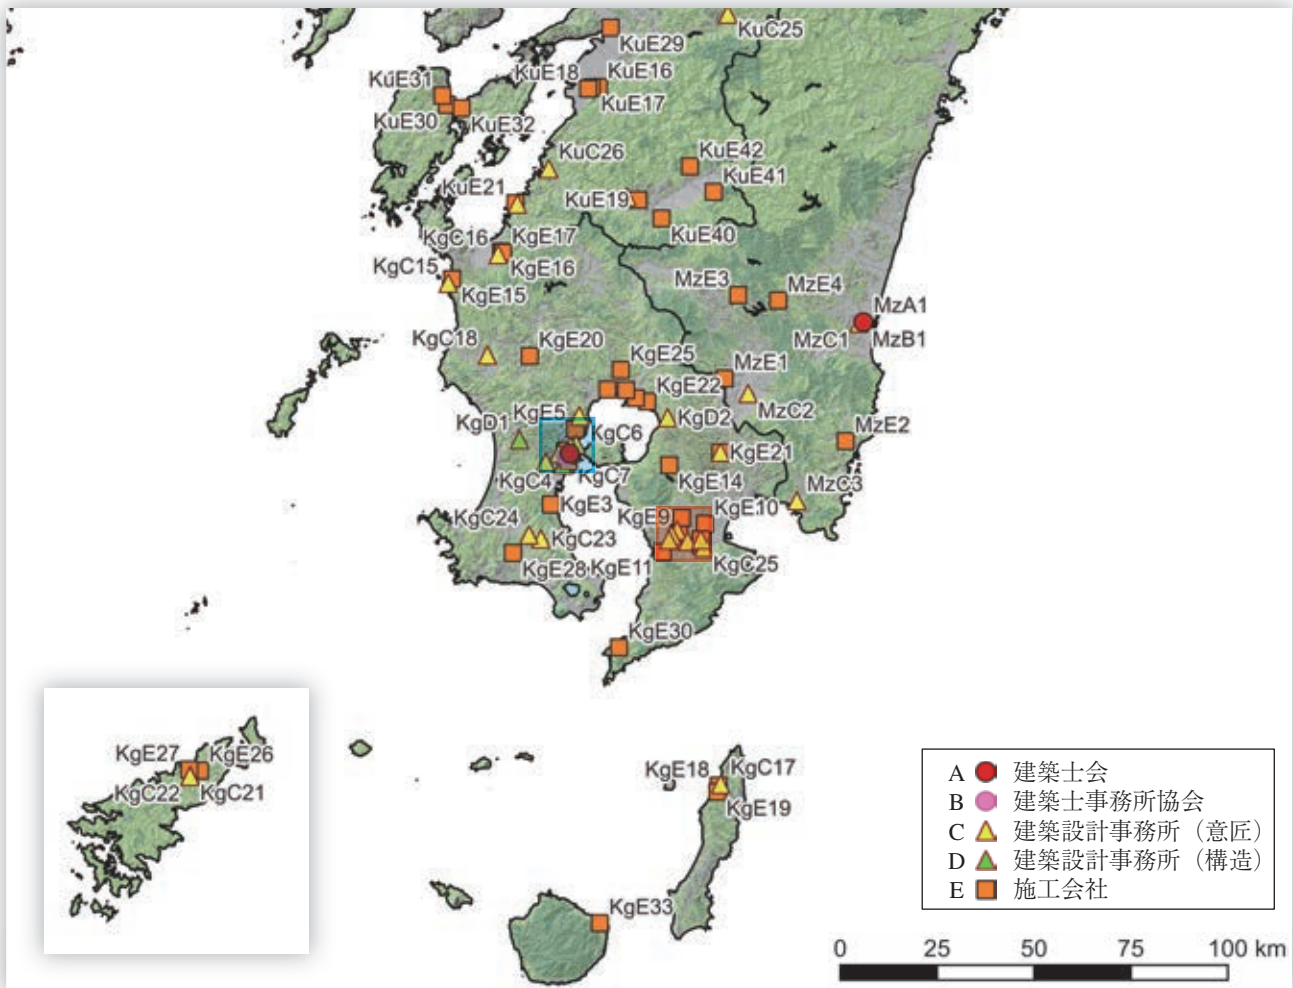 KuC25
KuE29
KuE18
KuE16
KuE31
KuE17
KuE30
KuE32
KuC26
KuE42
KuE41
KuE21
KuE19
KuE40
KgC16
KgE17
KgE16
KgC15
KgE15
MzE3
MzE4
MzA1
MzC1
MzB1
KgC18
KgE20
KgE25
MzE1
KgE22
MzC2
KgE5
KgD1
KgC6
KgD2
MzE2
KgE21
KgC4
KgC7
KgE14
MzC3
KgE3
KgE9
KgE10
KgC24
KgC23
KgE28
KgE11
KgC25
KgE30
KgE27
KgE26
KgC22
KgC21
KgE18
KgC17
KgE19
KgE33
A 建築士会
B 建築士事務所協会
C 建築設計事務所（意匠）
D 建築設計事務所（構造）
E 施工会社
0 25 50 75 100 km